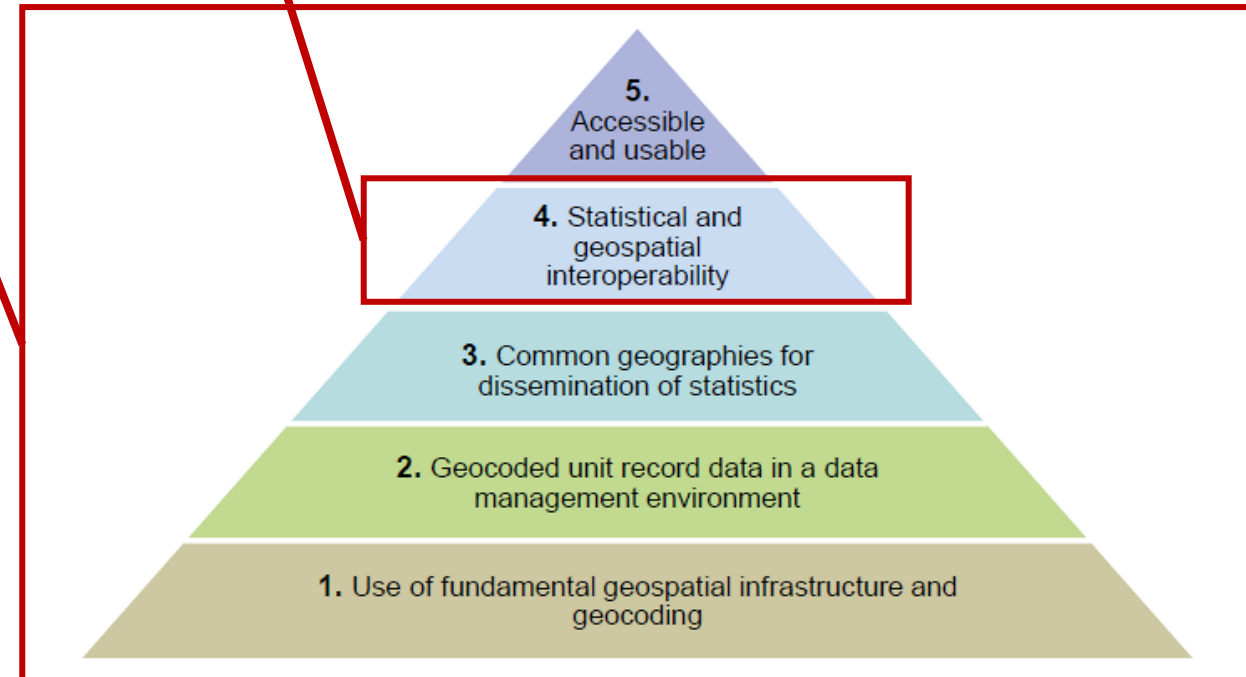 5.
Accessible
and usable
4. Statistical and
geospatial
interoperability
3. Common geographies for
dissemination of statistics
2. Geocoded unit record data in a data
management environment
1. Use of fundamental geospatial infrastructure and
geocoding